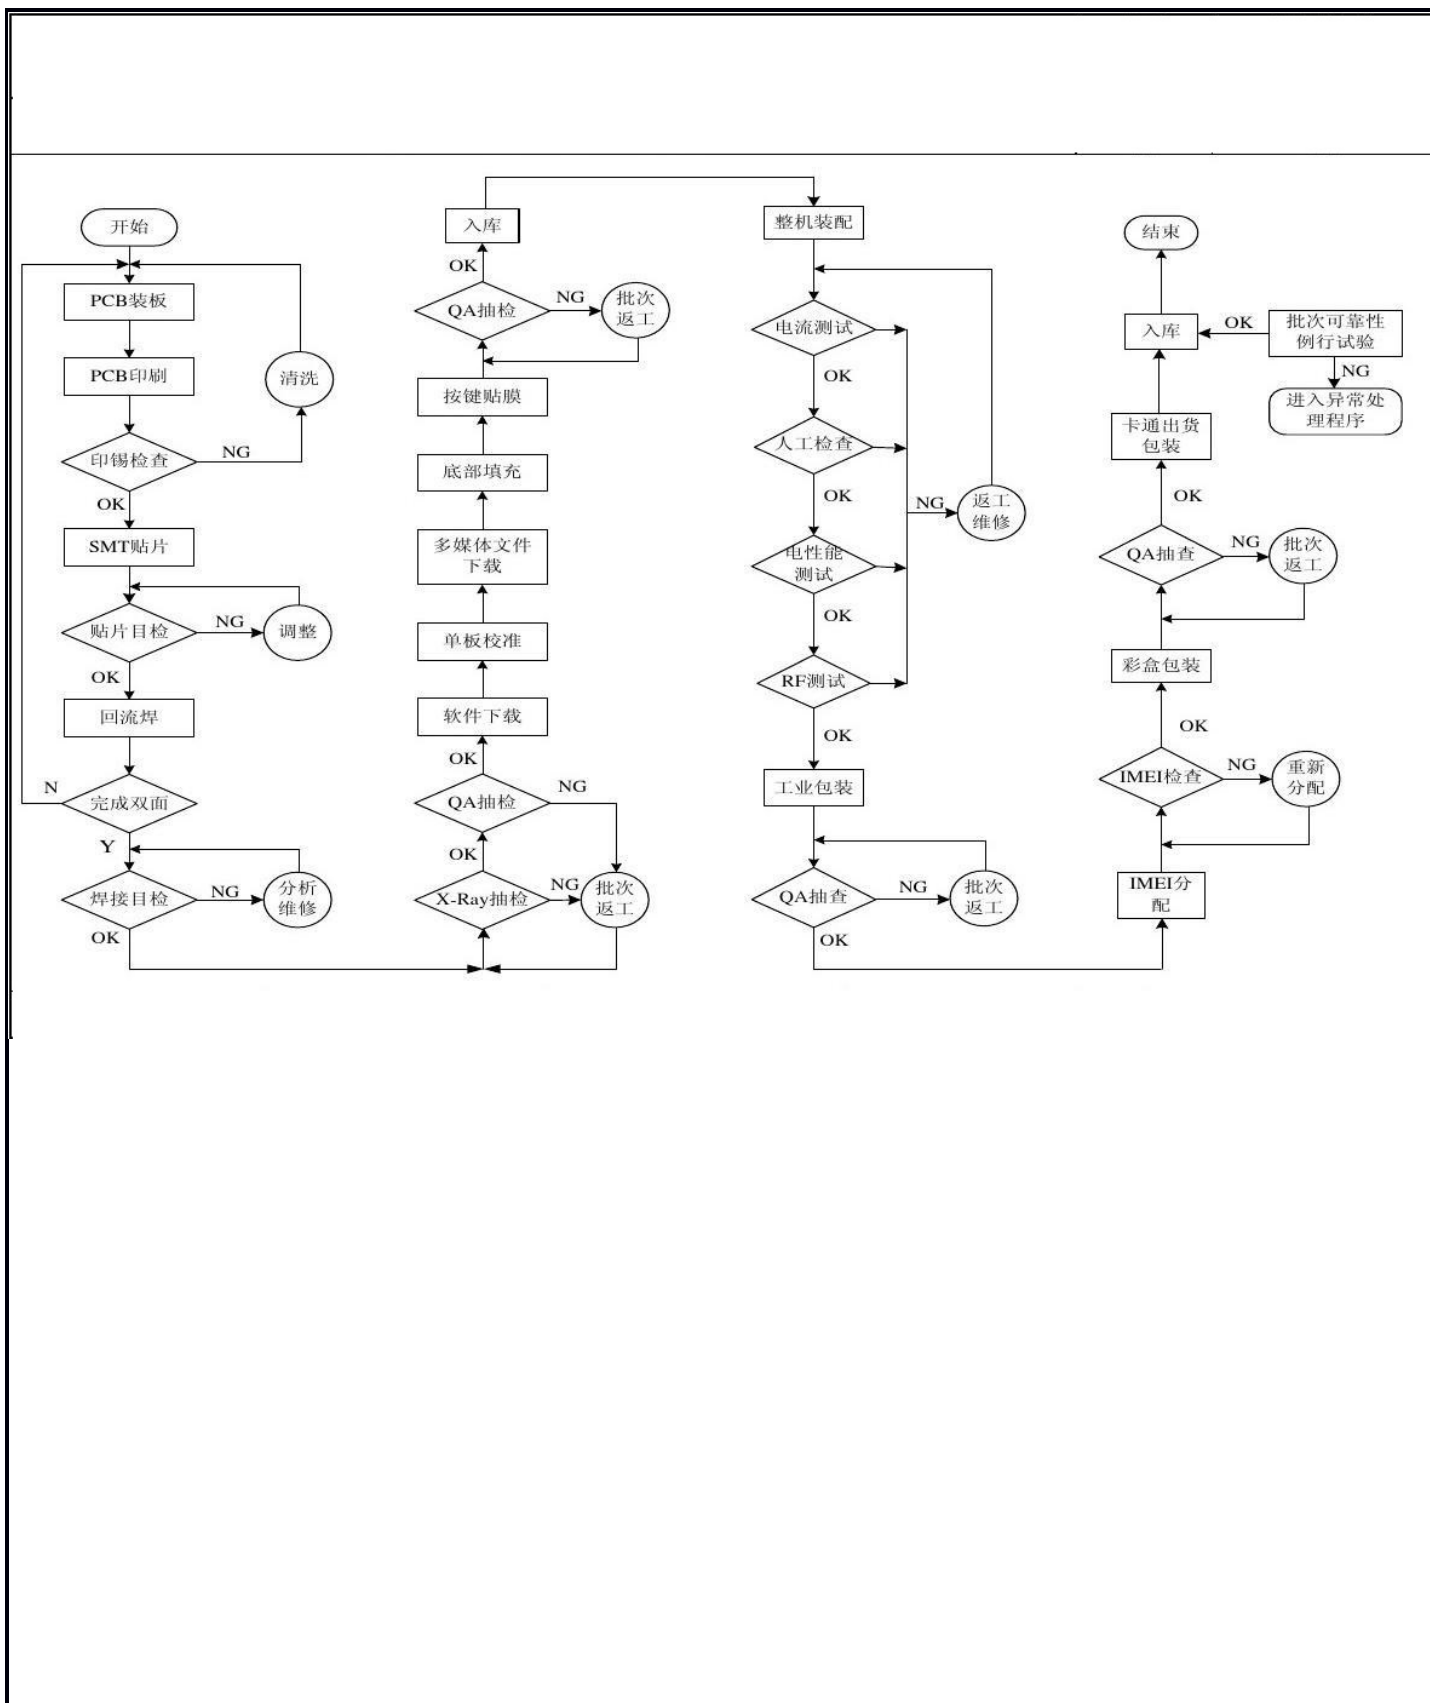 开始
PCB装板
PCB印刷
清洗
印锡检查
NG
OK
SMT贴片
贴片目检
NG
调整
OK
回流焊
N
完成双面
Y
焊接目检
NG
分析
维修
OK
入库
OK
QA抽检
NG
批次
返工
按键贴膜
底部填充
多媒体文件
下载
单板校准
软件下载
OK
QA抽检
NG
OK
X-Ray抽检
NG
批次
返工
整机装配
电流测试
OK
人工检查
OK
NG
返工
维修
电性能
测试
OK
RF测试
OK
工业包装
QA抽查
NG
批次
返工
OK
结束
入库
OK
批次可靠性
例行试验
NG
进入异常处
理程序
卡通出货
包装
OK
QA抽查
NG
批次
返工
彩盒包装
OK
IMEI检查
NG
重新
分配
IMEI分
配